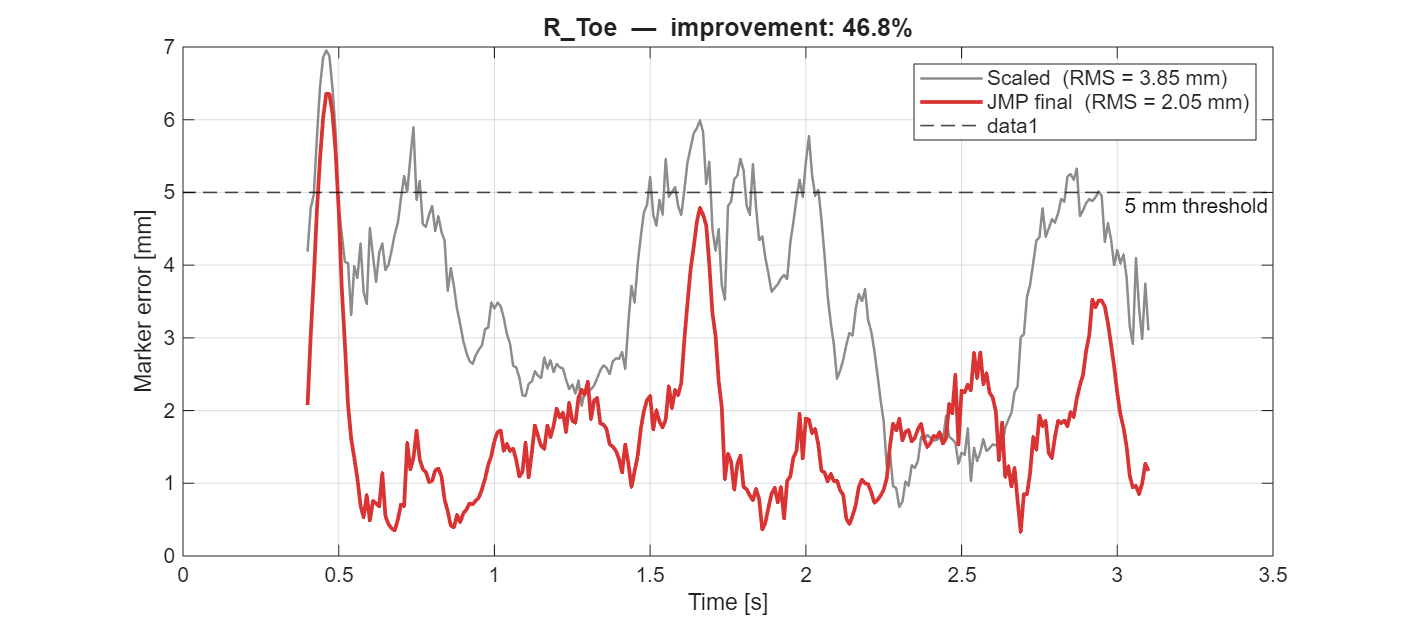 R_Toe — improvement: 46.8%
7
6
5
4
3
2
1
0
Marker error [mm]
Scaled (RMS = 3.85 mm)
JMP final (RMS = 2.05 mm)
data1
5 mm threshold
0
0.5
1
1.5
2
2.5
3
3.5
Time [s]